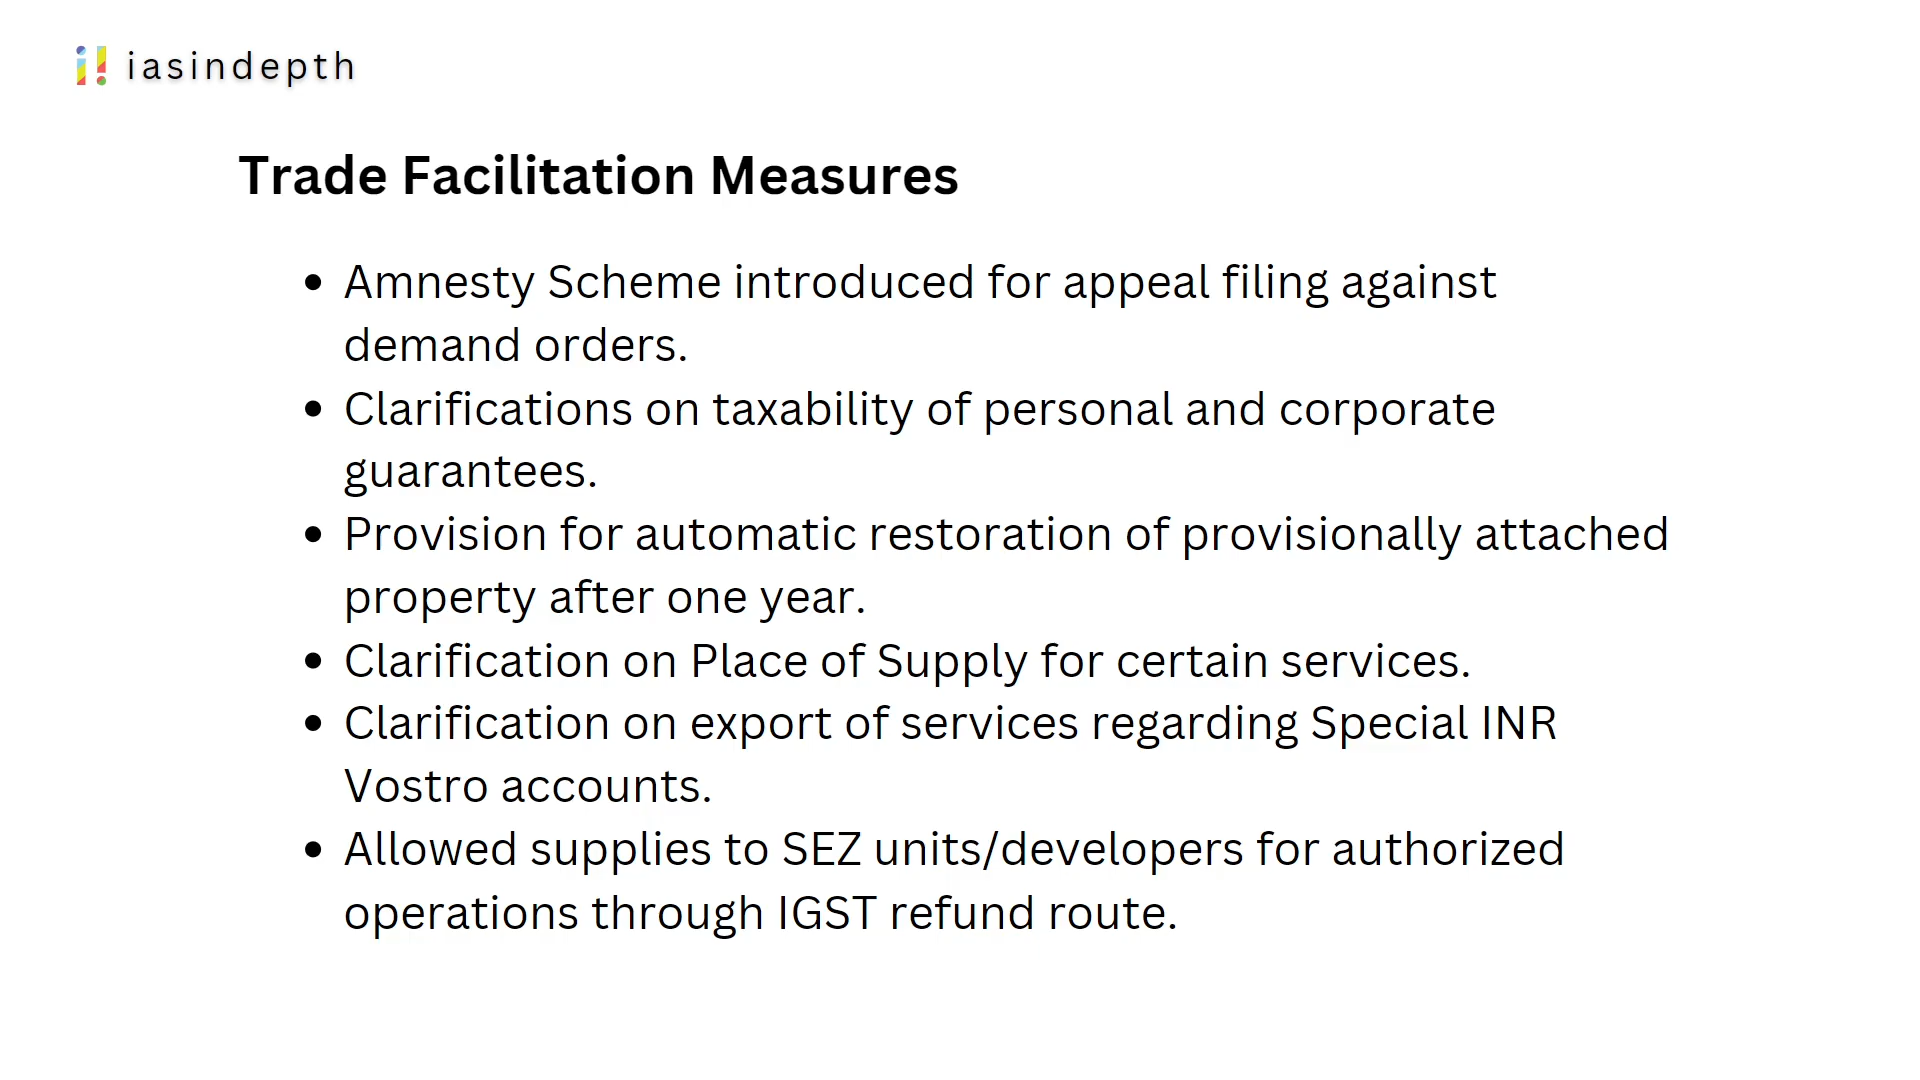 iasindepth
Trade Facilitation Measures
• Amnesty Scheme introduced for appeal filing against
demand orders.
• Clarifications on taxability of personal and corporate
guarantees.
• Provision for automatic restoration of provisionally attached
property after one year.
• Clarification on Place of Supply for certain services.
• Clarification on export of services regarding Special INR
Vostro accounts.
• Allowed supplies to SEZ units/developers for authorized
operations through IGST refund route.